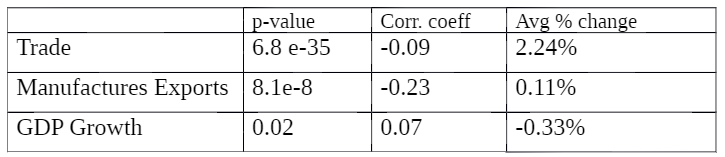 p-value Corr. coeff Avg % change
Trade 6.8 e-35 -0.09 2.24%
Manufactures Exports 8.1e-8 -0.23 0.11%
GDP Growth 0.02 0.07 -0.33%